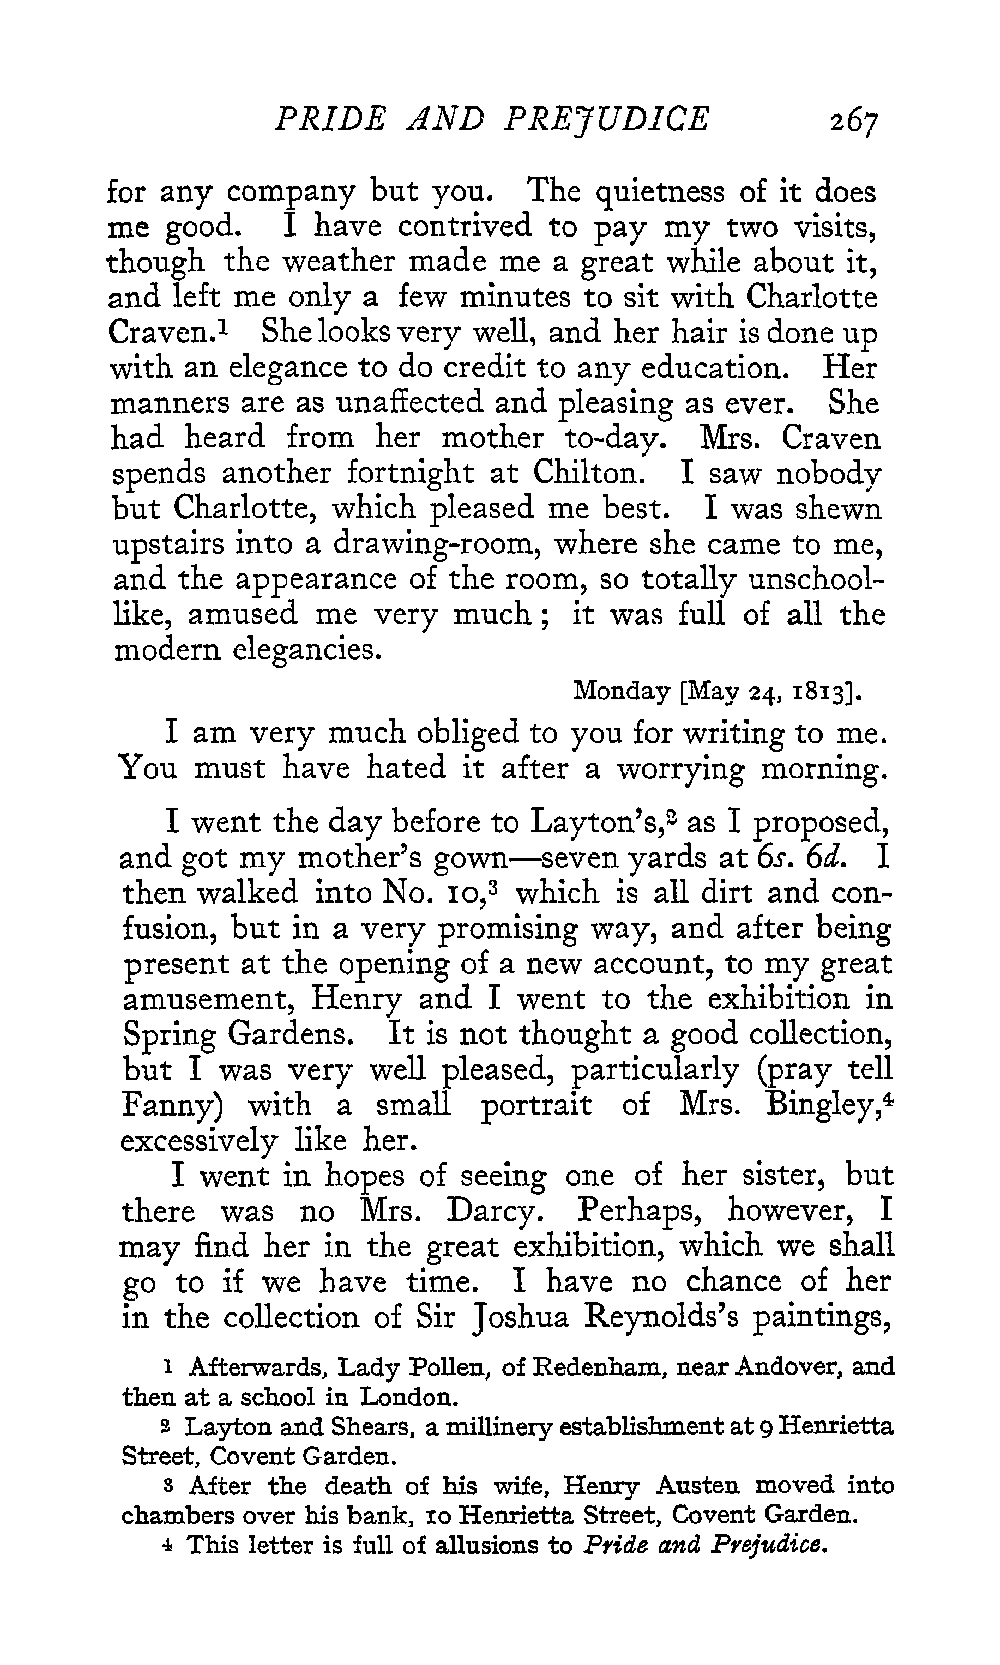 PRIDE AND PREJUDICE 267
for any company but you. The quietness of it does
me good. I have contrived to pay my two visits,
though the weather made me a great while about it,
and left me only a few minutes to sit with Charlotte
Craven.¹ She looks very well, and her hair is done up
with an elegance to do credit to any education. Her
manners are as unaffected and pleasing as ever. She
had heard from her mother to-day. Mrs. Craven
spends another fortnight at Chilton. I saw nobody
but Charlotte, which pleased me best. I was shewn
upstairs into a drawing-room, where she came to me,
and the appearance of the room, so totally unschool-
like, amused me very much; it was full of all the
modern elegancies.
Monday [May 24, 1813].
I am very much obliged to you for writing to me.
You must have hated it after a worrying morning.
I went the day before to Layton's,² as I proposed,
and got my mother's gown—seven yards at 6s. 6d. I
then walked into No. 10,³ which is all dirt and con-
fusion, but in a very promising way, and after being
present at the opening of a new account, to my great
amusement, Henry and I went to the exhibition in
Spring Gardens. It is not thought a good collection,
but I was very well pleased, particularly (pray tell
Fanny) with a small portrait of Mrs. Bingley,⁴
excessively like her.
I went in hopes of seeing one of her sister, but
there was no Mrs. Darcy. Perhaps, however, I
may find her in the great exhibition, which we shall
go to if we have time. I have no chance of her
in the collection of Sir Joshua Reynolds's paintings,
1 Afterwards, Lady Pollen, of Redenham, near Andover, and
then at a school in London.
2 Layton and Shears, a millinery establishment at 9 Henrietta
Street, Covent Garden.
3 After the death of his wife, Henry Austen moved into
chambers over his bank, 10 Henrietta Street, Covent Garden.
4 This letter is full of allusions to Pride and Prejudice.